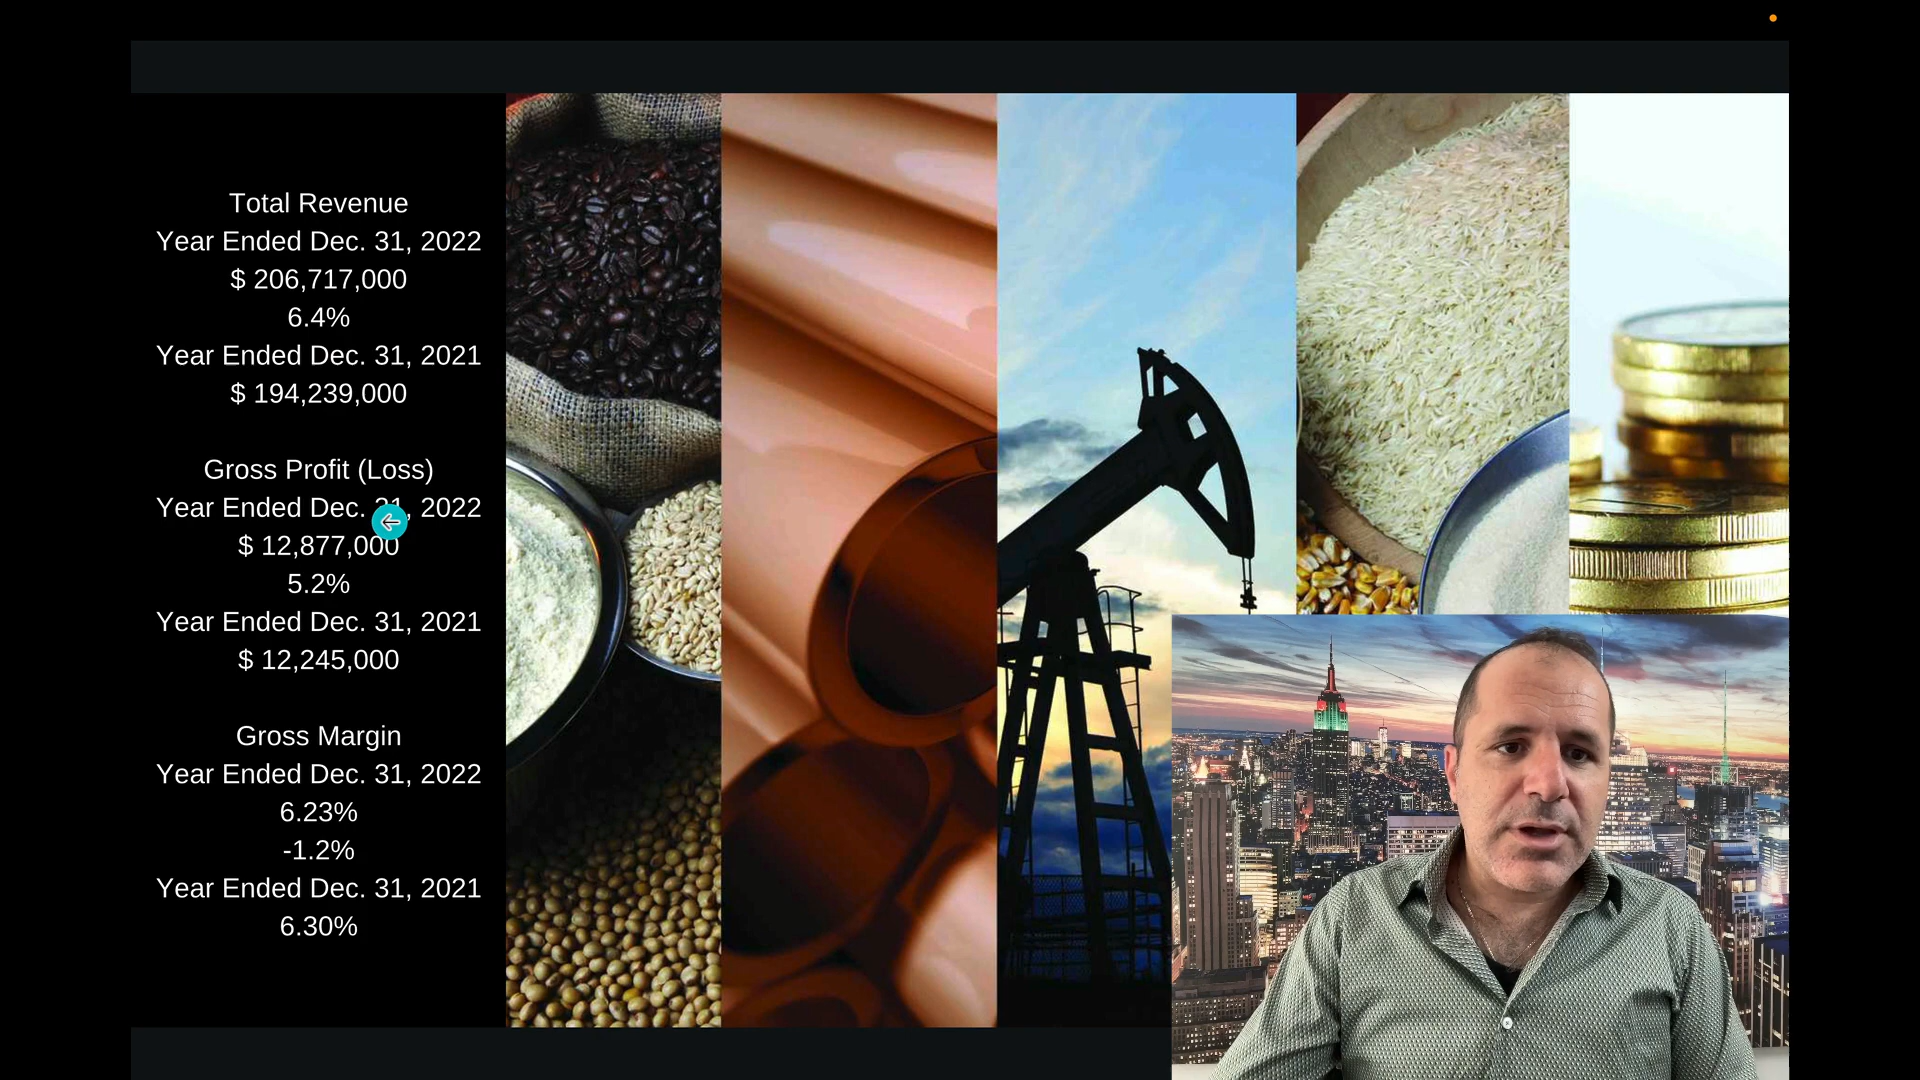 Total Revenue
Year Ended Dec. 31, 2022
$ 206,717,000
6.4%
Year Ended Dec. 31, 2021
$ 194,239,000
Gross Profit (Loss)
Year Ended Dec. 31, 2022
$ 12,877,000
5.2%
Year Ended Dec. 31, 2021
$ 12,245,000
Gross Margin
Year Ended Dec. 31, 2022
6.23%
-1.2%
Year Ended Dec. 31, 2021
6.30%